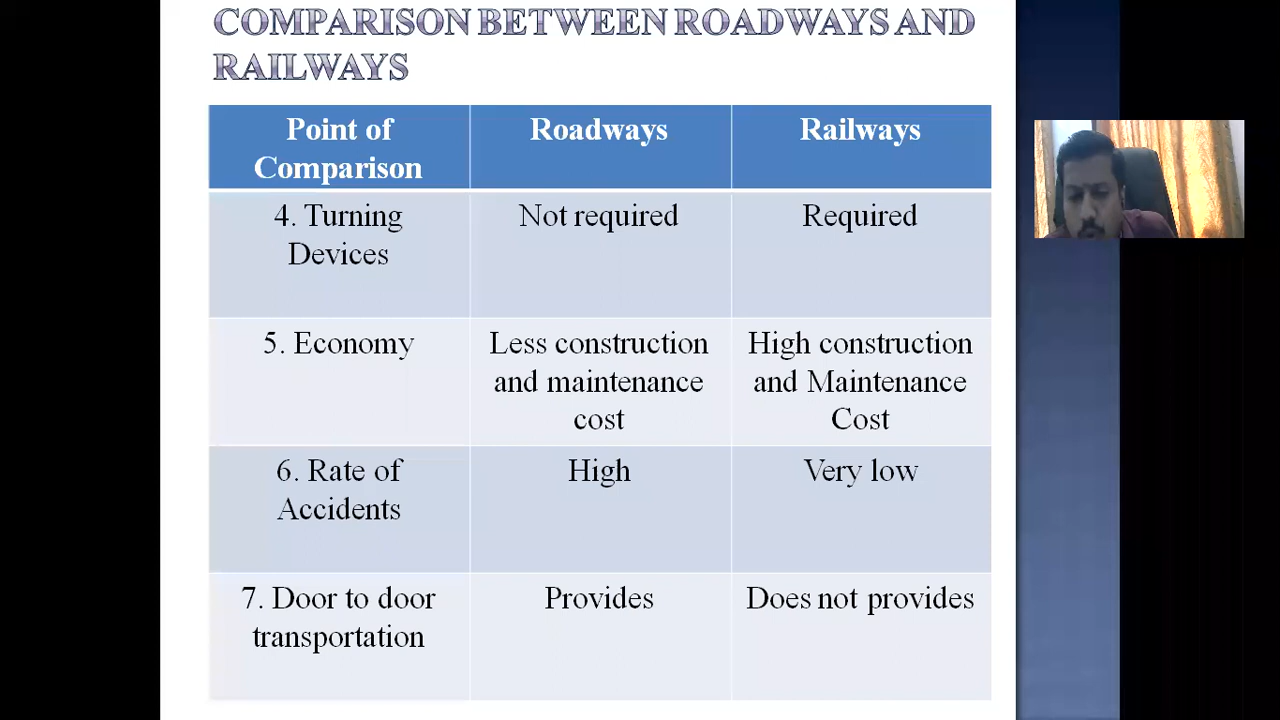 COMPARISON BETWEEN ROADWAYS AND
RAILWAYS
Point of
Comparison
Roadways
Railways
4. Turning
Devices
Not required
Required
5. Economy
Less construction
and maintenance
cost
High construction
and Maintenance
Cost
6. Rate of
Accidents
High
Very low
7. Door to door
transportation
Provides
Does not provides